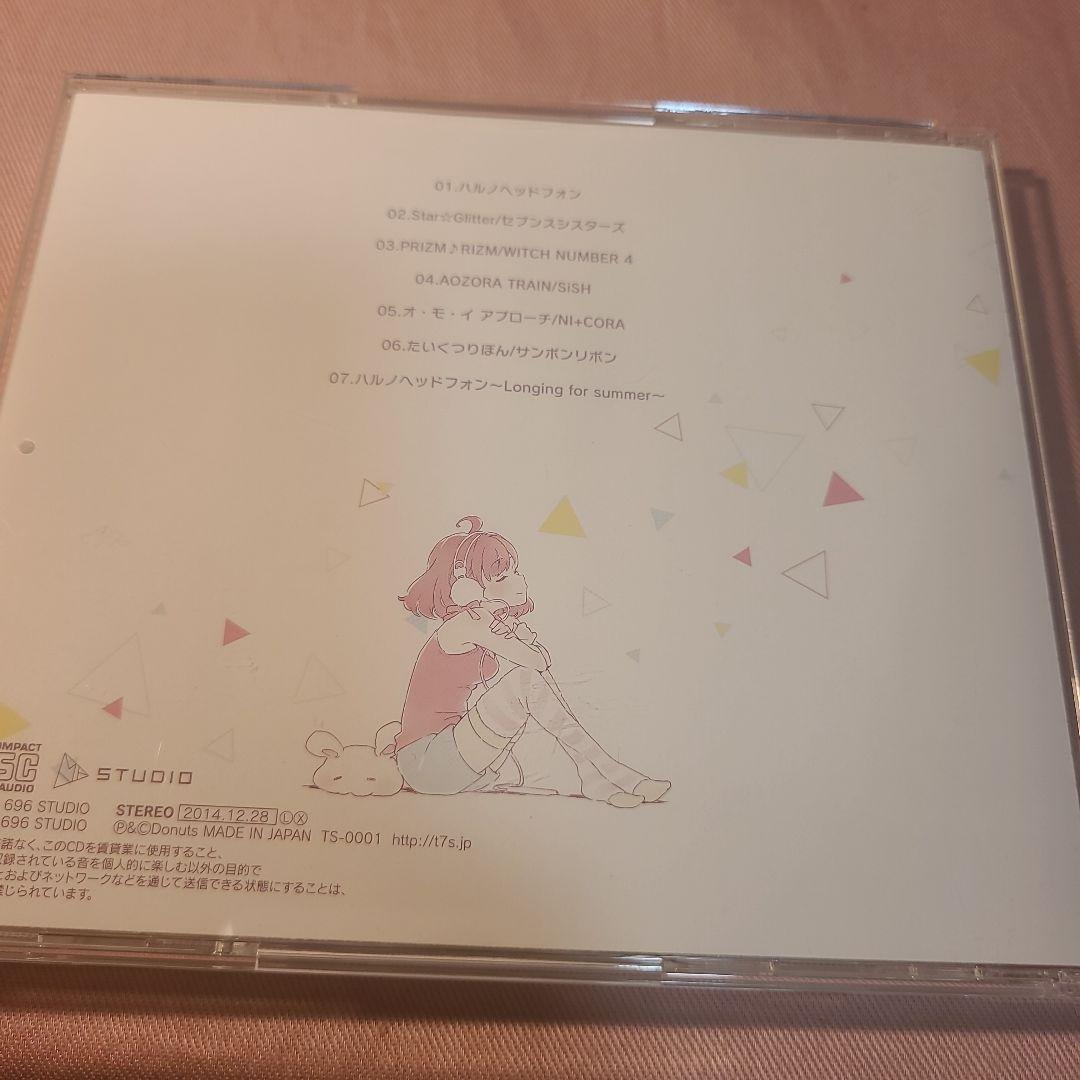 01.ハルノヘッドフォン
02.Star☆Glitter/セブンスシスターズ
03.PRIZM♪RIZM/WITCH NUMBER 4
04.AOZORA TRAIN/SiSH
05.オ・モ・イ アプローチ/NI+CORA
06.たいくつりぼん/サンボンリボン
07.ハルノヘッドフォン〜Longing for summer〜
OMPACT
SC
AUDIO
STUDIO
696 STUDIO
696 STUDIO
STEREO 2014.12.28 ⓁⓍ
Ⓟ&ⒸDonuts MADE IN JAPAN TS-0001 http://t7s.jp
諾なく、このCDを賃貸業に使用すること、
録されている音を個人的に楽しむ以外の目的で
およびネットワークなどを通じて送信できる状態にすることは、
じられています。